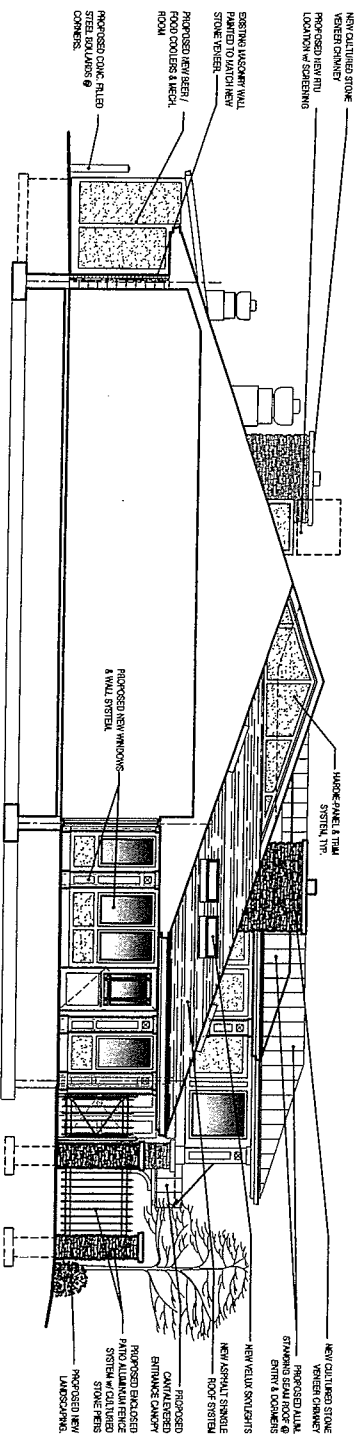 NEW CULTURED STONE
VENEER CHIMNEY
PROPOSED NEW RTU
LOCATION W/ SCREENING
EXISTING MASONRY WALL
PAINTED TO MATCH NEW
STONE VENEER.
PROPOSED NEW BEER /
FOOD COOLERS & MECH.
ROOM
PROPOSED CONC. FILLED
STEEL BOLLARDS @
CORNERS.
HARDIE-PANEL & TRIM
SYSTEM, TYP.
PROPOSED NEW WINDOWS
& WALL SYSTEM.
NEW CULTURED STONE
VENEER CHIMNEY
PROPOSED ALUM.
STANDING SEAM ROOF @
ENTRY & DORMERS
NEW VELUX SKYLIGHTS
NEW ASPHALT SHINGLE
ROOF SYSTEM
PROPOSED
CANTALEVERED
ENTRANCE CANOPY
PROPOSED ENCLOSED
PATIO ALUMINUM FENCE
SYSTEM W/ CULTURED
STONE PIERS
PROPOSED NEW
LANDSCAPING.